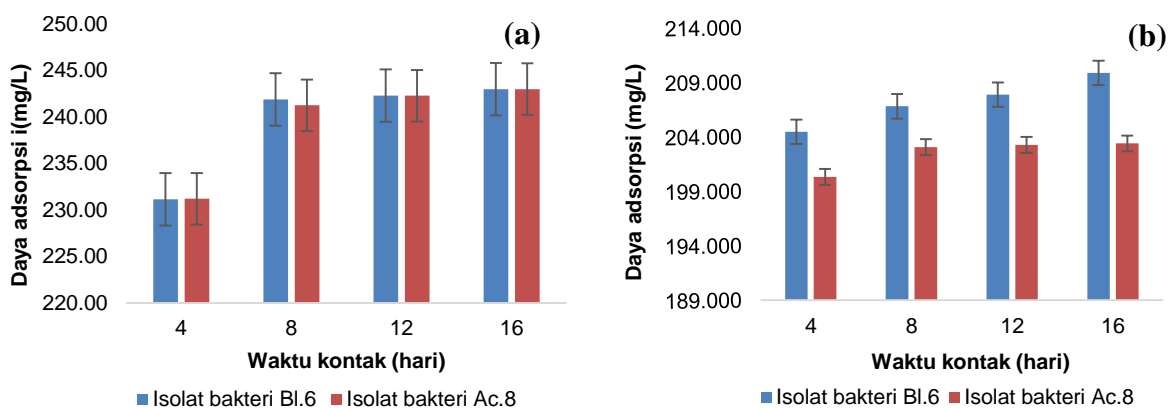 (a)
Daya adsorpsi i(mg/L)
250.00
245.00
240.00
235.00
230.00
225.00
220.00
4 8 12 16
Waktu kontak (hari)
Isolat bakteri Bl.6 Isolat bakteri Ac.8
(b)
Daya adsorpsi (mg/L)
214.000
209.000
204.000
199.000
194.000
189.000
4 8 12 16
Waktu kontak (hari)
Isolat bakteri Bl.6 Isolat bakteri Ac.8